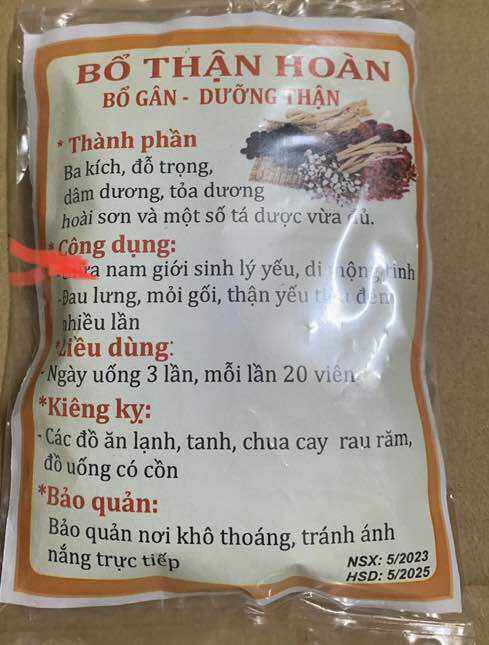 BỔ THẬN HOÀN
BỔ GÂN - DƯỠNG THẬN
* Thành phần
Ba kích, đỗ trọng,
dâm dương, tỏa dương
hoài sơn và một số tá dược vừa đủ.
* Công dụng:
nam giới sinh lý yếu, di mộng tinh
-Đau lưng, mỏi gối, thận yếu đêm
nhiều lần
*Liều dùng:
- Ngày uống 3 lần, mỗi lần 20 viên
*Kiêng kỵ:
- Các đồ ăn lạnh, tanh, chua cay rau răm,
đồ uống có cồn
*Bảo quản:
Bảo quản nơi khô thoáng, tránh ánh
nắng trực tiếp
NSX: 5/2023
HSD: 5/2025